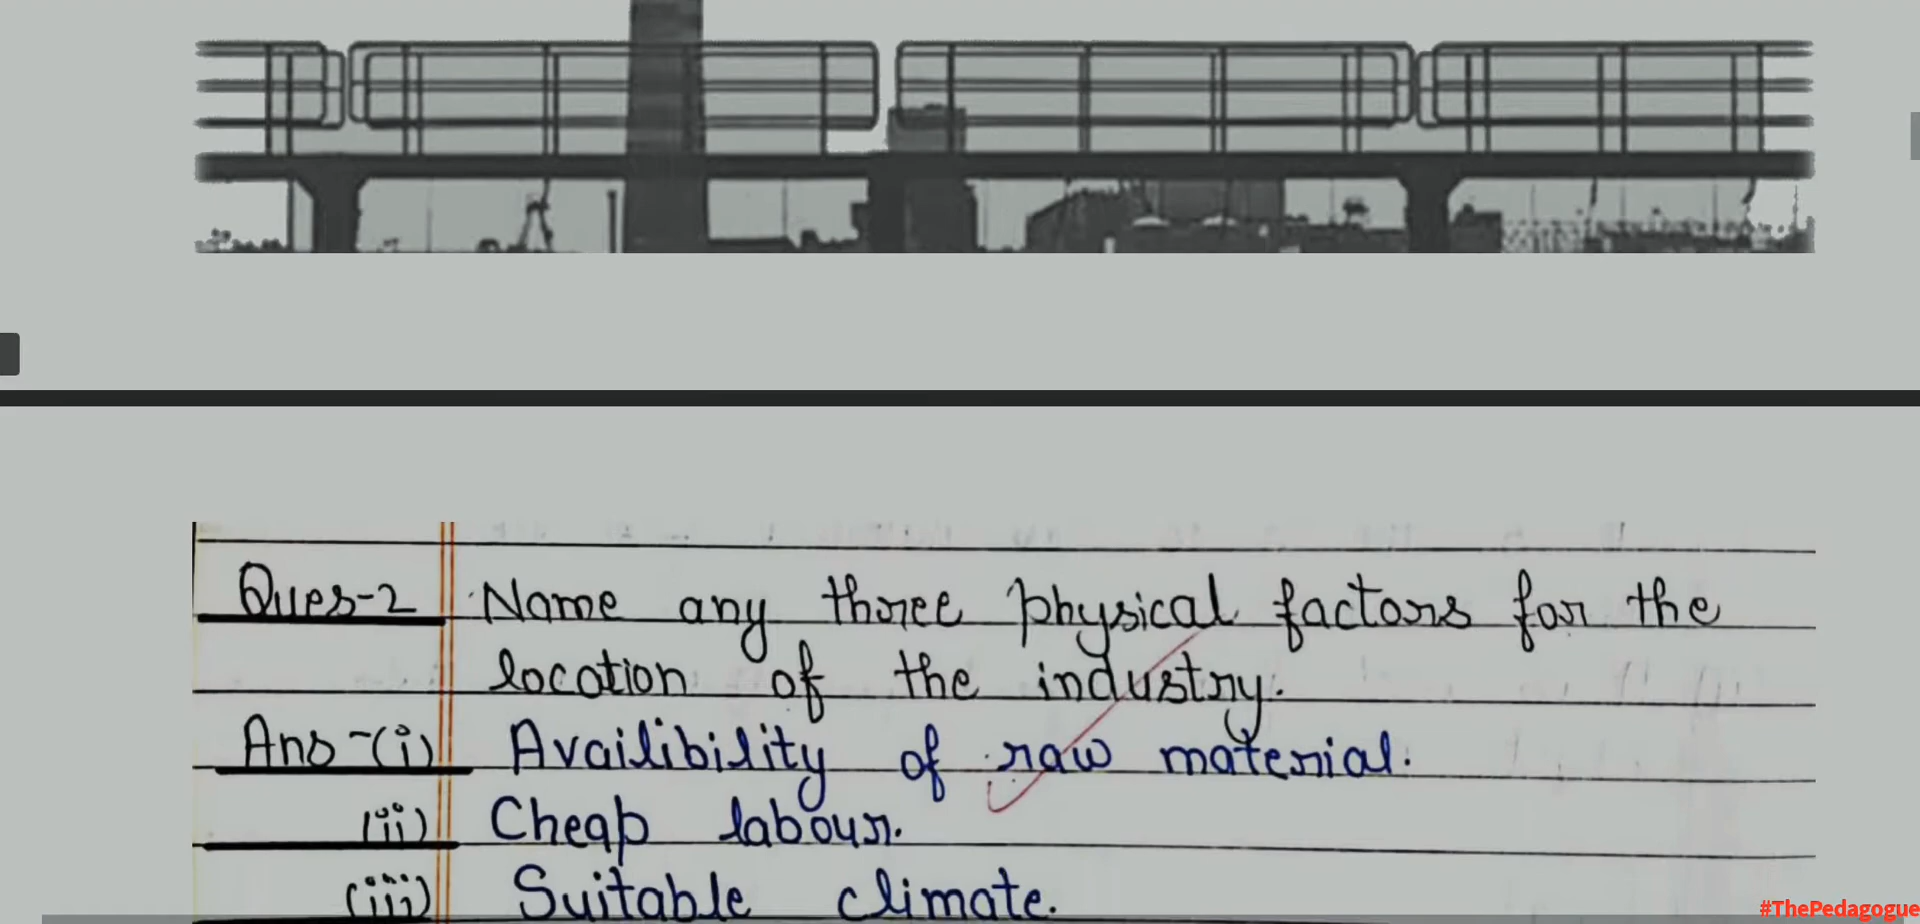 Ques-2 Name any three physical factors for the
location of the industry.
Ans-(i) Availibility of raw material.
(ii) Cheap labour.
(iii) Suitable climate.
#ThePedagogue